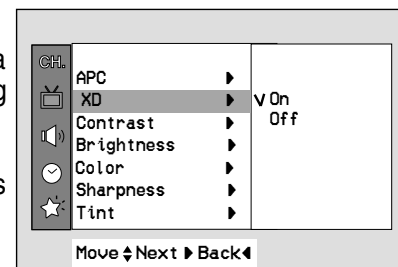 a
g
s
CH.
APC
XD
Contrast
Brightness
Color
Sharpness
Tint
V On
Off
Move Next Back